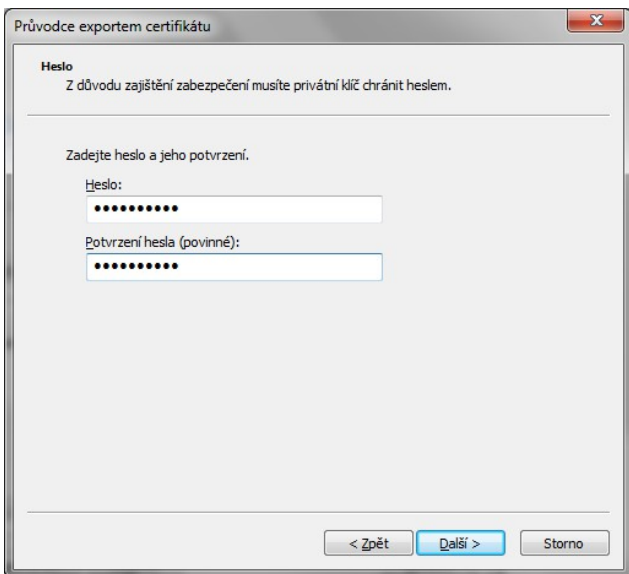 Průvodce exportem certifikátu
Heslo
Z důvodu zajištění zabezpečení musíte privátní klíč chránit heslem.
Zadejte heslo a jeho potvrzení.
Heslo:
●●●●●●●●●●
Potvrzení hesla (povinné):
●●●●●●●●●●
< Zpět Další > Storno